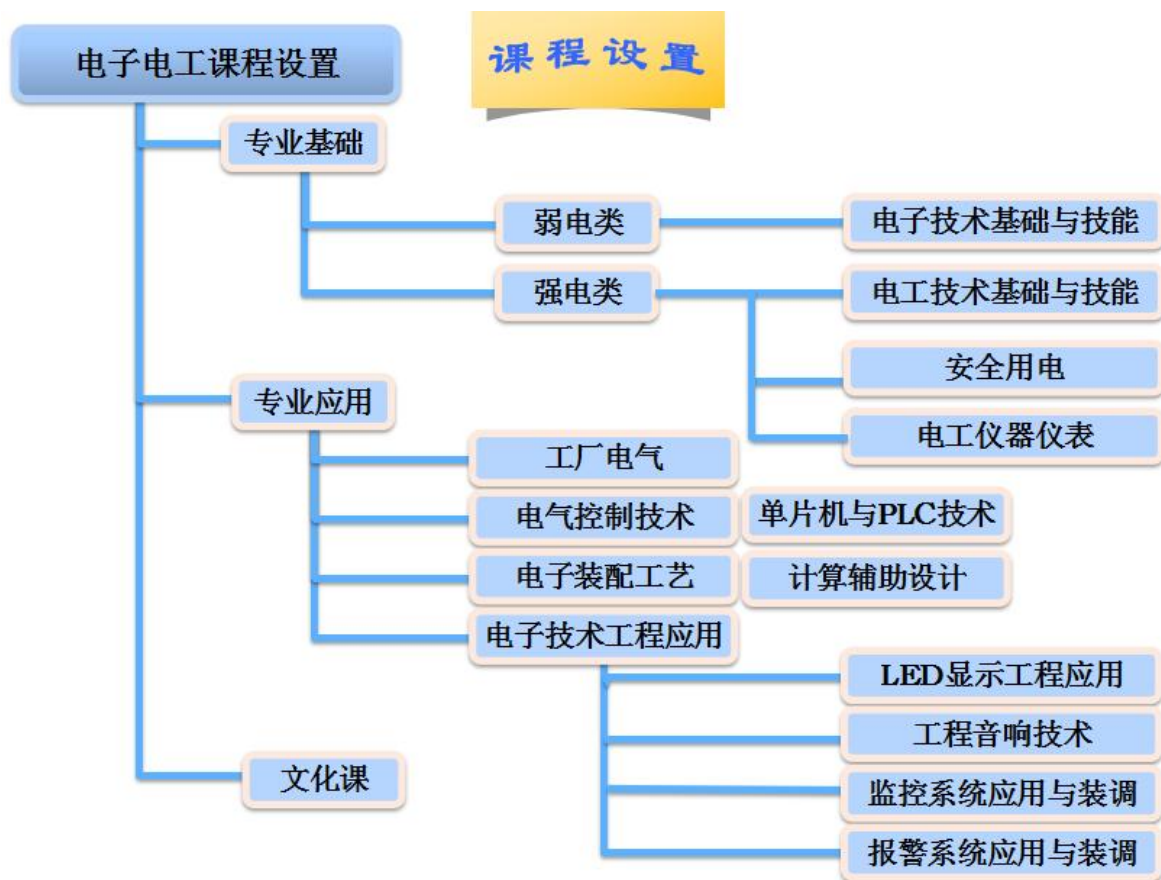 电子电工课程设置
课程设置
专业基础
弱电类
电子技术基础与技能
强电类
电工技术基础与技能
安全用电
电工仪器仪表
专业应用
工厂电气
电气控制技术
单片机与PLC技术
电子装配工艺
计算辅助设计
电子技术工程应用
LED显示工程应用
工程音响技术
监控系统应用与装调
报警系统应用与装调
文化课